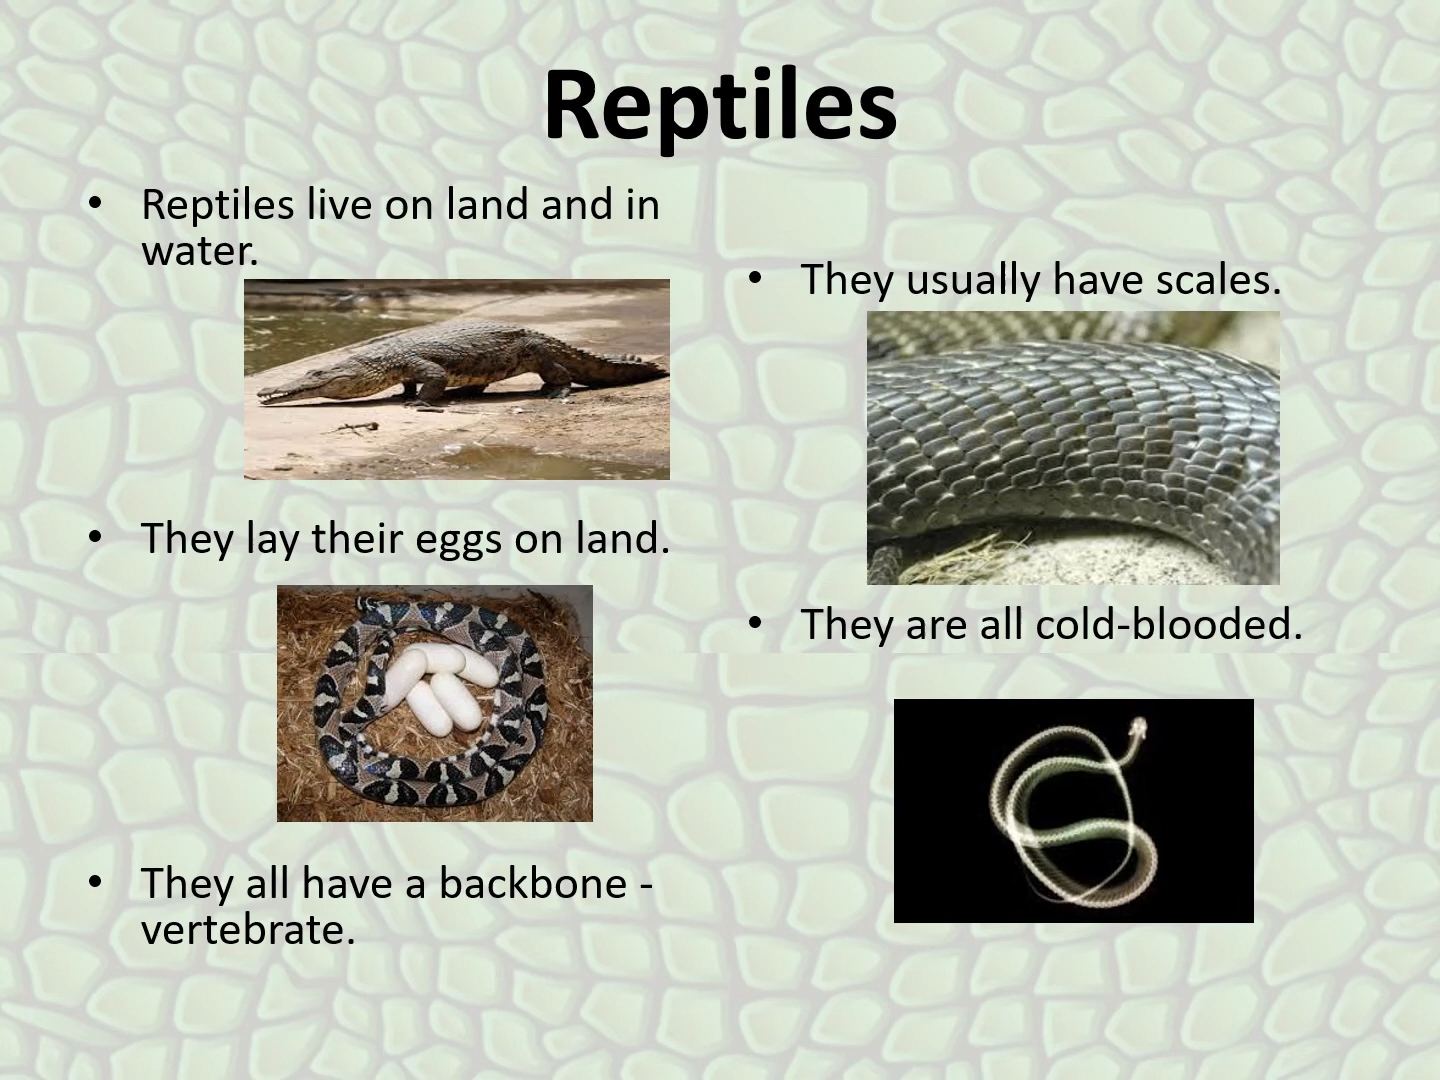 Reptiles
• Reptiles live on land and in
water.
• They lay their eggs on land.
• They all have a backbone -
vertebrate.
• They usually have scales.
• They are all cold-blooded.